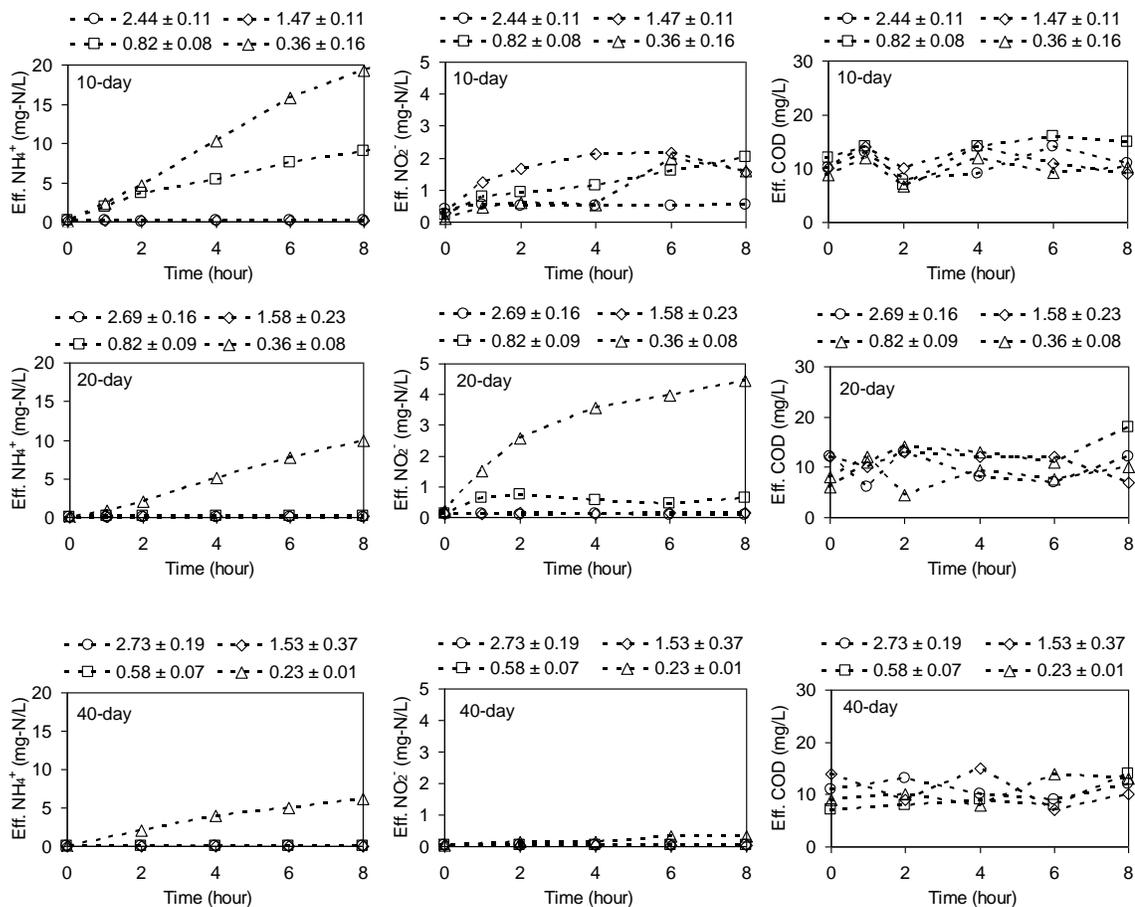 2.44 ± 0.11 1.47 ± 0.11
0.82 ± 0.08 0.36 ± 0.16
20
15
10
5
0
Eff. NH₄⁺ (mg-N/L)
10-day
0 2 4 6 8
Time (hour)
2.44 ± 0.11 1.47 ± 0.11
0.82 ± 0.08 0.36 ± 0.16
5
4
3
2
1
0
Eff. NO₂⁻ (mg-N/L)
10-day
0 2 4 6 8
Time (hour)
2.44 ± 0.11 1.47 ± 0.11
0.82 ± 0.08 0.36 ± 0.16
30
20
10
0
Eff. COD (mg/L)
10-day
0 2 4 6 8
Time (hour)
2.69 ± 0.16 1.58 ± 0.23
0.82 ± 0.09 0.36 ± 0.08
20
15
10
5
0
Eff. NH₄⁺ (mg-N/L)
20-day
0 2 4 6 8
Time (hour)
2.69 ± 0.16 1.58 ± 0.23
0.82 ± 0.09 0.36 ± 0.08
5
4
3
2
1
0
Eff. NO₂⁻ (mg-N/L)
20-day
0 2 4 6 8
Time (hour)
2.69 ± 0.16 1.58 ± 0.23
0.82 ± 0.09 0.36 ± 0.08
30
20
10
0
Eff. COD (mg/L)
20-day
0 2 4 6 8
Time (hour)
2.73 ± 0.19 1.53 ± 0.37
0.58 ± 0.07 0.23 ± 0.01
20
15
10
5
0
Eff. NH₄⁺ (mg-N/L)
40-day
0 2 4 6 8
Time (hour)
2.73 ± 0.19 1.53 ± 0.37
0.58 ± 0.07 0.23 ± 0.01
5
4
3
2
1
0
Eff. NO₂⁻ (mg-N/L)
40-day
0 2 4 6 8
Time (hour)
2.73 ± 0.19 1.53 ± 0.37
0.58 ± 0.07 0.23 ± 0.01
30
20
10
0
Eff. COD (mg/L)
40-day
0 2 4 6 8
Time (hour)